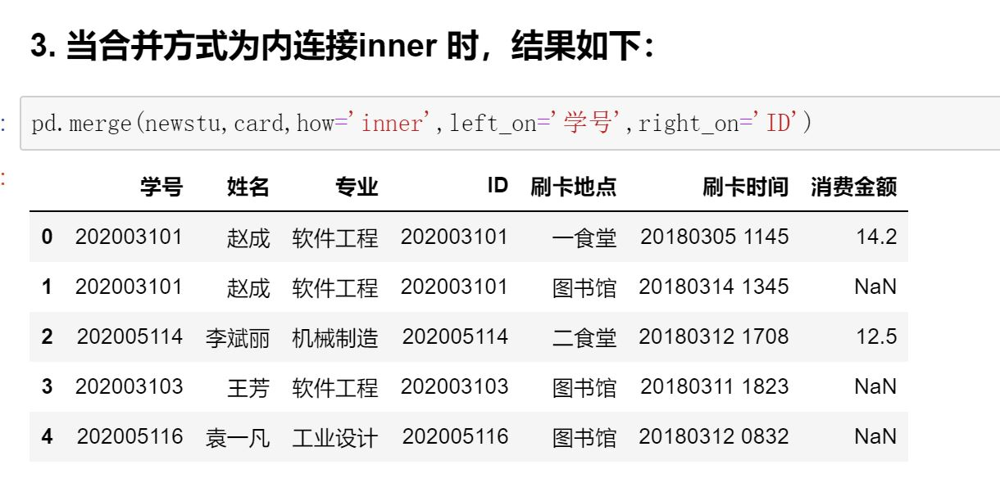 3. 当合并方式为内连接inner 时，结果如下：
:
pd.merge(newstu,card,how='inner',left_on='学号',right_on='ID')
:
学号 姓名 专业 ID 刷卡地点 刷卡时间 消费金额
0 202003101 赵成 软件工程 202003101 一食堂 20180305 1145 14.2
1 202003101 赵成 软件工程 202003101 图书馆 20180314 1345 NaN
2 202005114 李斌丽 机械制造 202005114 二食堂 20180312 1708 12.5
3 202003103 王芳 软件工程 202003103 图书馆 20180311 1823 NaN
4 202005116 袁一凡 工业设计 202005116 图书馆 20180312 0832 NaN